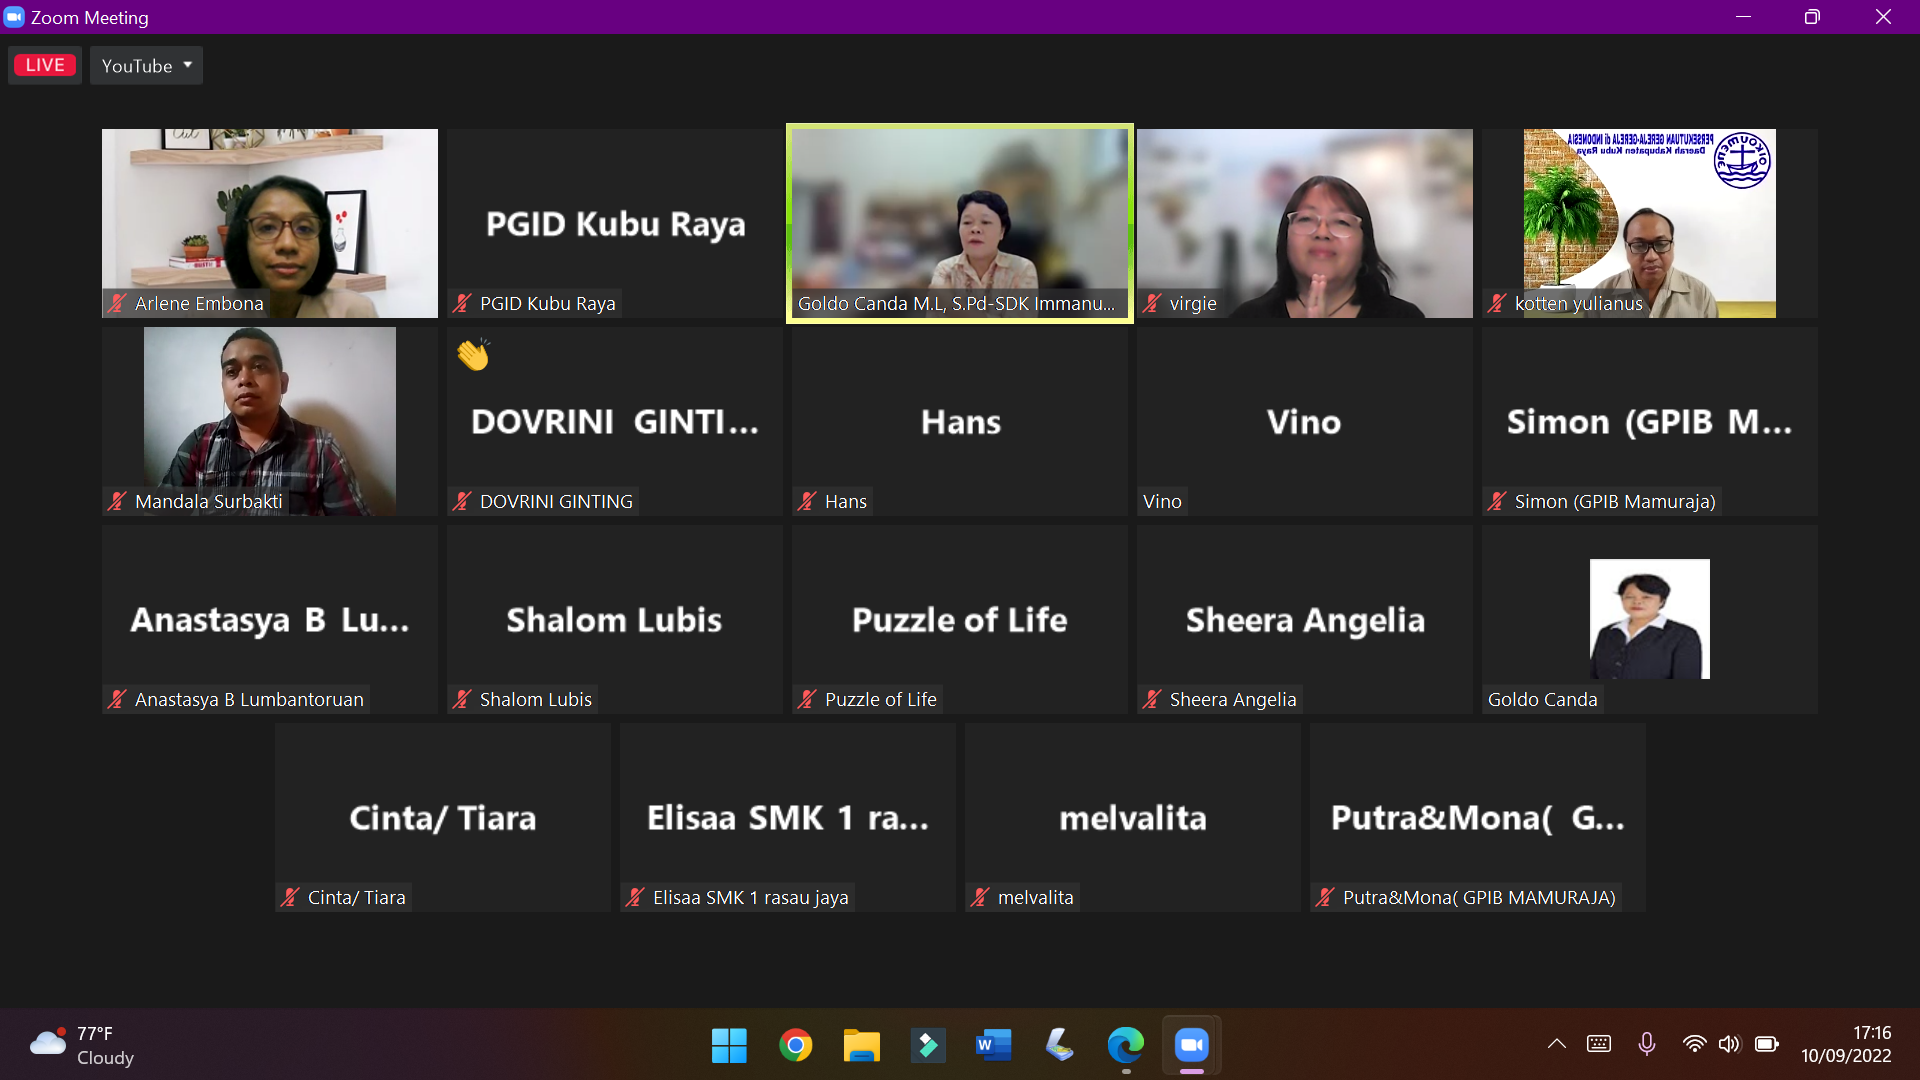 Zoom Meeting
LIVE
YouTube
Arlene Embona
PGID Kubu Raya
PGID Kubu Raya
Goldo Canda M.L, S.Pd-SDK Immanu...
virgie
PERSEKUTUAN GEREJA-GEREJA di INDONESIA
Daerah Kabupaten Kubu Raya
OIKOUMENE
kotten yulianus
Mandala Surbakti
DOVRINI GINTI...
DOVRINI GINTING
Hans
Hans
Vino
Vino
Simon (GPIB M...
Simon (GPIB Mamuraja)
Anastasya B Lu...
Anastasya B Lumbantoruan
Shalom Lubis
Shalom Lubis
Puzzle of Life
Puzzle of Life
Sheera Angelia
Sheera Angelia
Goldo Canda
Cinta/ Tiara
Cinta/ Tiara
Elisaa SMK 1 ra...
Elisaa SMK 1 rasau jaya
melvalita
melvalita
Putra&Mona( G...
Putra&Mona( GPIB MAMURAJA)
77°F
Cloudy
W
17:16
10/09/2022